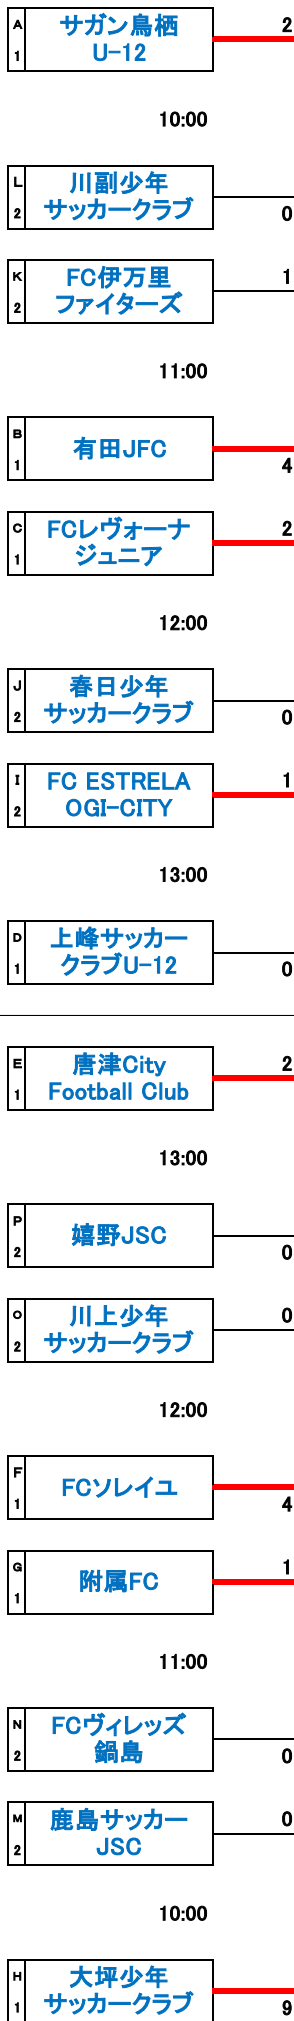 A
1
サガン鳥栖
U-12
2
10:00
L
2
川副少年
サッカークラブ
0
K
2
FC伊万里
ファイターズ
1
11:00
B
1
有田JFC
4
C
1
FCレヴォーナ
ジュニア
2
12:00
J
2
春日少年
サッカークラブ
0
I
2
FC ESTRELA
OGI-CITY
1
13:00
D
1
上峰サッカー
クラブU-12
0
E
1
唐津City
Football Club
2
13:00
P
2
嬉野JSC
0
O
2
川上少年
サッカークラブ
0
12:00
F
1
FCソレイユ
4
G
1
附属FC
1
11:00
N
2
FCヴィレッズ
鍋島
0
M
2
鹿島サッカー
JSC
0
10:00
H
1
大坪少年
サッカークラブ
9